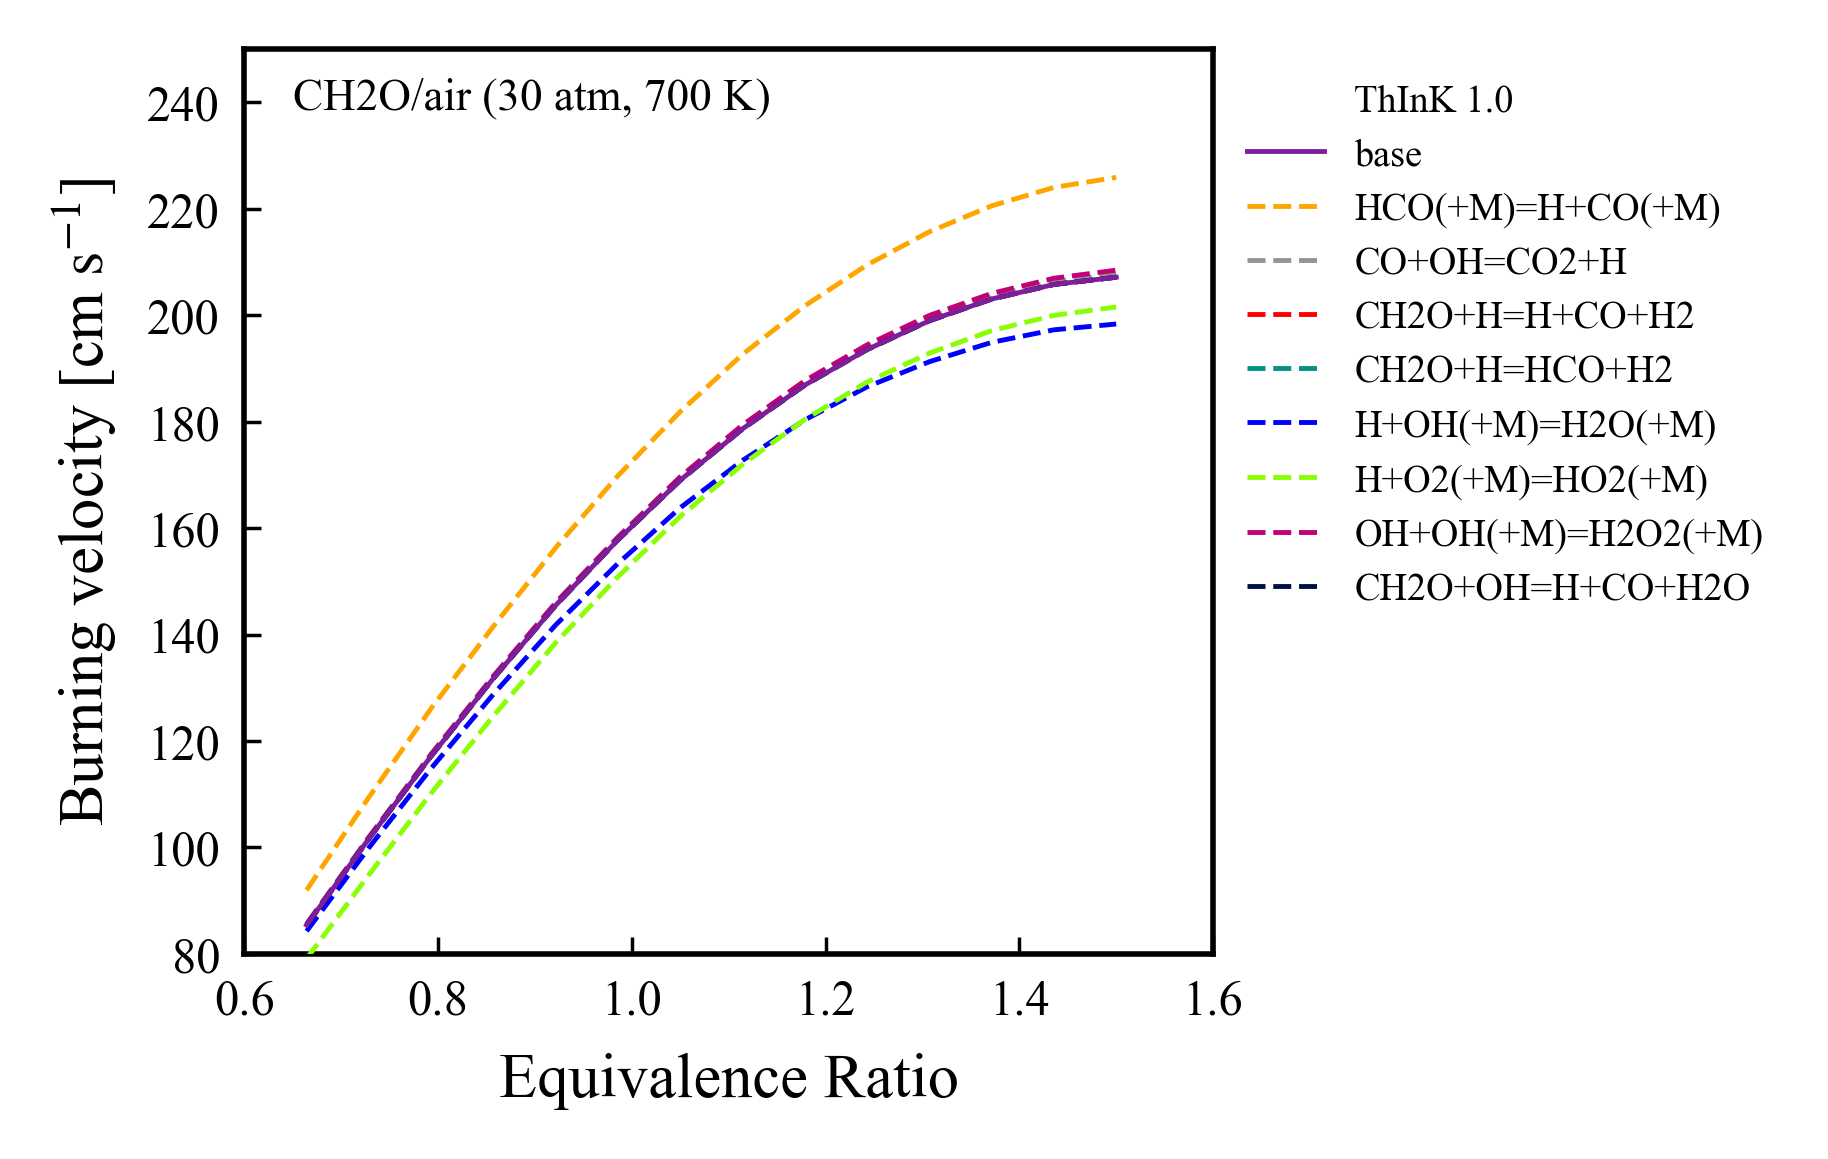 CH2O/air (30 atm, 700 K)
240
220
200
180
160
140
120
100
80
0.6
0.8
1.0
1.2
1.4
1.6
Equivalence Ratio
Burning velocity [cm s⁻¹]
ThInK 1.0
base
HCO(+M)=H+CO(+M)
CO+OH=CO2+H
CH2O+H=H+CO+H2
CH2O+H=HCO+H2
H+OH(+M)=H2O(+M)
H+O2(+M)=HO2(+M)
OH+OH(+M)=H2O2(+M)
CH2O+OH=H+CO+H2O